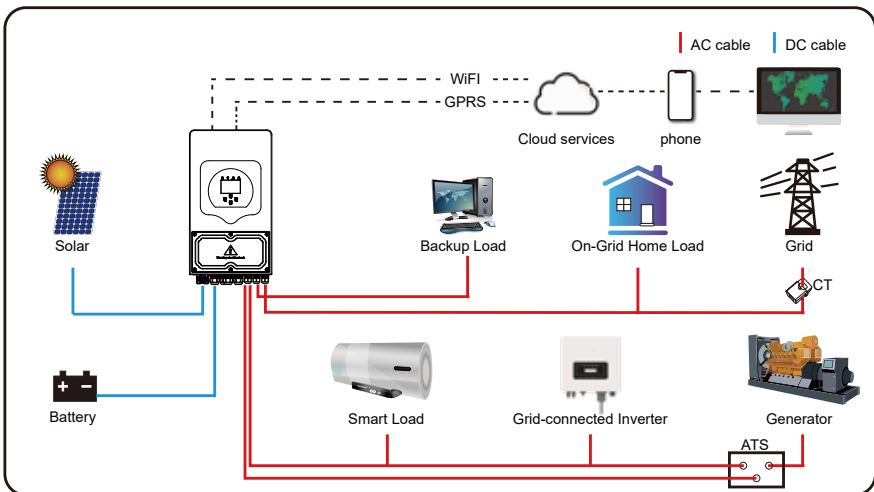 AC cable
DC cable
WiFI
GPRS
Cloud services
phone
Solar
Backup Load
On-Grid Home Load
Grid
CT
Battery
Smart Load
Grid-connected Inverter
Generator
ATS